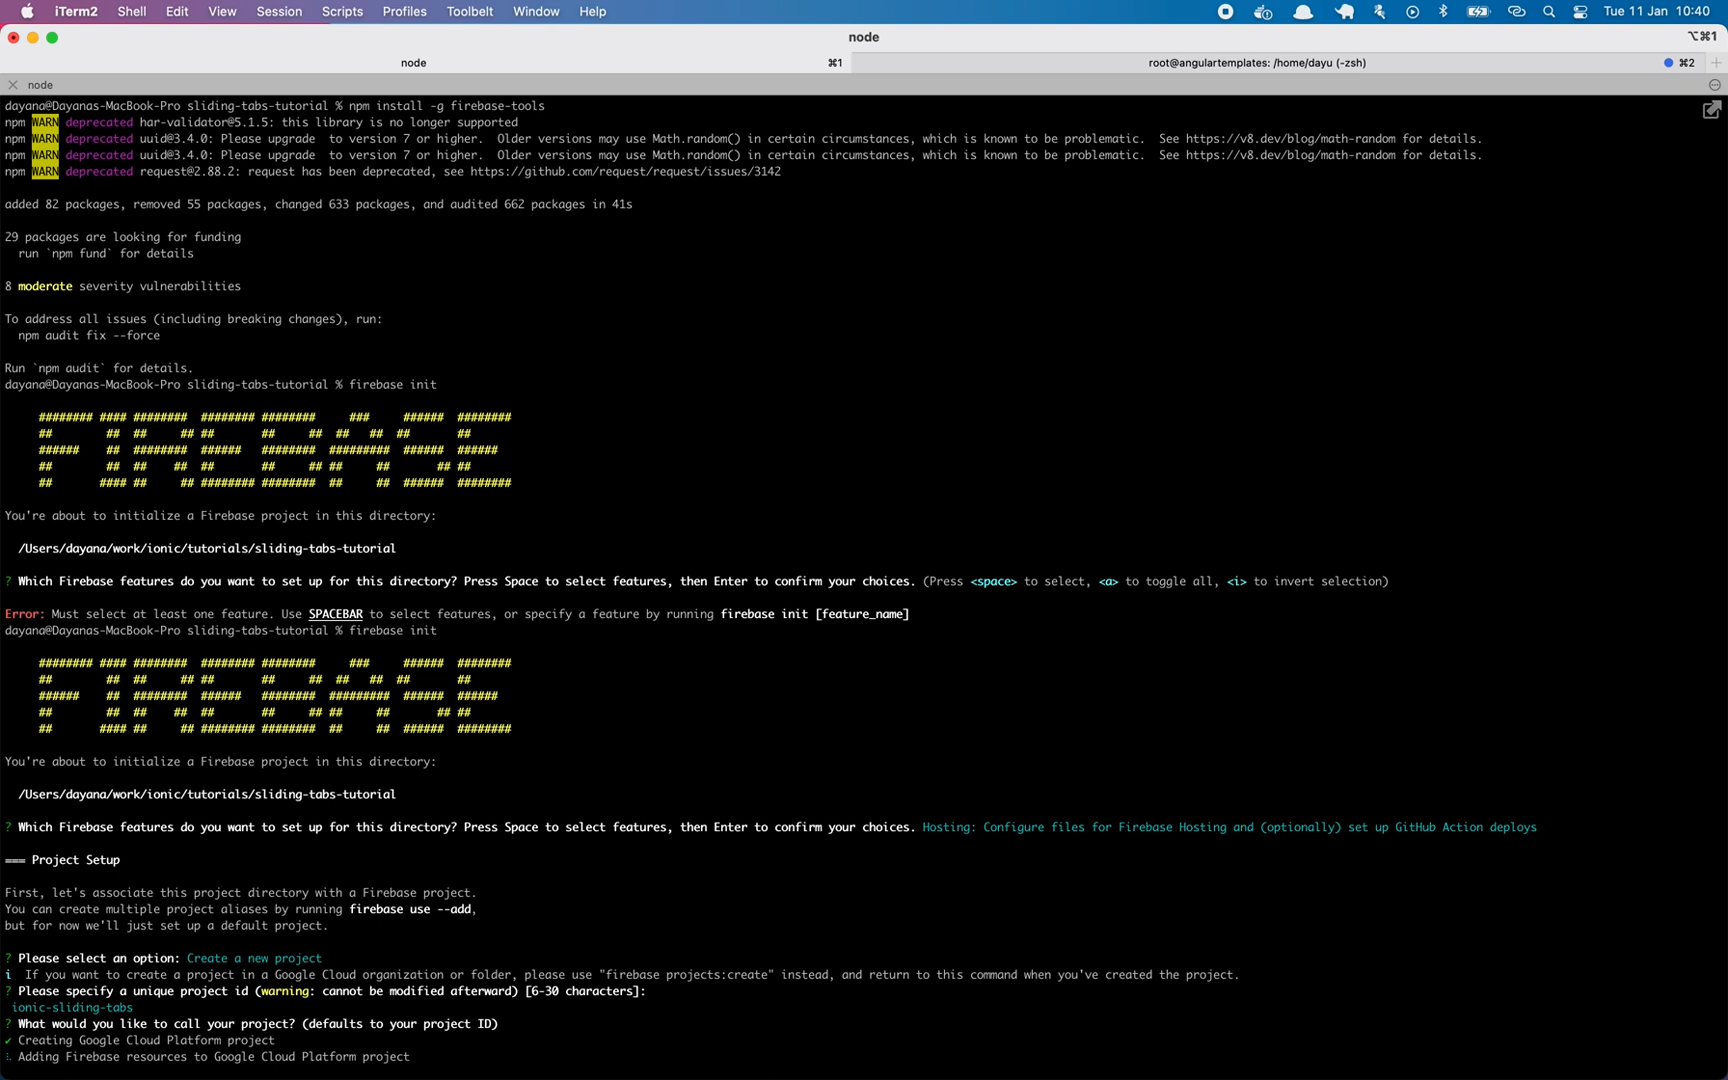 iTerm2 Shell Edit View Session Scripts Profiles Toolbelt Window Help Tue 11 Jan 10:40
node ⌥⌘1
node ⌘1 root@angulartemplates: /home/dayu (-zsh) ⌘2
node
dayana@Dayanas-MacBook-Pro sliding-tabs-tutorial % npm install -g firebase-tools
npm WARN deprecated har-validator@5.1.5: this library is no longer supported
npm WARN deprecated uuid@3.4.0: Please upgrade  to version 7 or higher.  Older versions may use Math.random() in certain circumstances, which is known to be problematic.  See https://v8.dev/blog/math-random for details.
npm WARN deprecated uuid@3.4.0: Please upgrade  to version 7 or higher.  Older versions may use Math.random() in certain circumstances, which is known to be problematic.  See https://v8.dev/blog/math-random for details.
npm WARN deprecated request@2.88.2: request has been deprecated, see https://github.com/request/request/issues/3142
added 82 packages, removed 55 packages, changed 633 packages, and audited 662 packages in 41s
29 packages are looking for funding
run `npm fund` for details
8 moderate severity vulnerabilities
To address all issues (including breaking changes), run:
npm audit fix --force
Run `npm audit` for details.
dayana@Dayanas-MacBook-Pro sliding-tabs-tutorial % firebase init
FIREBASE
You're about to initialize a Firebase project in this directory:
/Users/dayana/work/ionic/tutorials/sliding-tabs-tutorial
? Which Firebase features do you want to set up for this directory? Press Space to select features, then Enter to confirm your choices. (Press <space> to select, <a> to toggle all, <i> to invert selection)
Error: Must select at least one feature. Use SPACEBAR to select features, or specify a feature by running firebase init [feature_name]
dayana@Dayanas-MacBook-Pro sliding-tabs-tutorial % firebase init
FIREBASE
You're about to initialize a Firebase project in this directory:
/Users/dayana/work/ionic/tutorials/sliding-tabs-tutorial
? Which Firebase features do you want to set up for this directory? Press Space to select features, then Enter to confirm your choices. Hosting: Configure files for Firebase Hosting and (optionally) set up GitHub Action deploys
=== Project Setup
First, let's associate this project directory with a Firebase project.
You can create multiple project aliases by running firebase use --add,
but for now we'll just set up a default project.
? Please select an option: Create a new project
i  If you want to create a project in a Google Cloud organization or folder, please use "firebase projects:create" instead, and return to this command when you've created the project.
? Please specify a unique project id (warning: cannot be modified afterward) [6-30 characters]:
ionic-sliding-tabs
? What would you like to call your project? (defaults to your project ID)
✔ Creating Google Cloud Platform project
⠧ Adding Firebase resources to Google Cloud Platform project